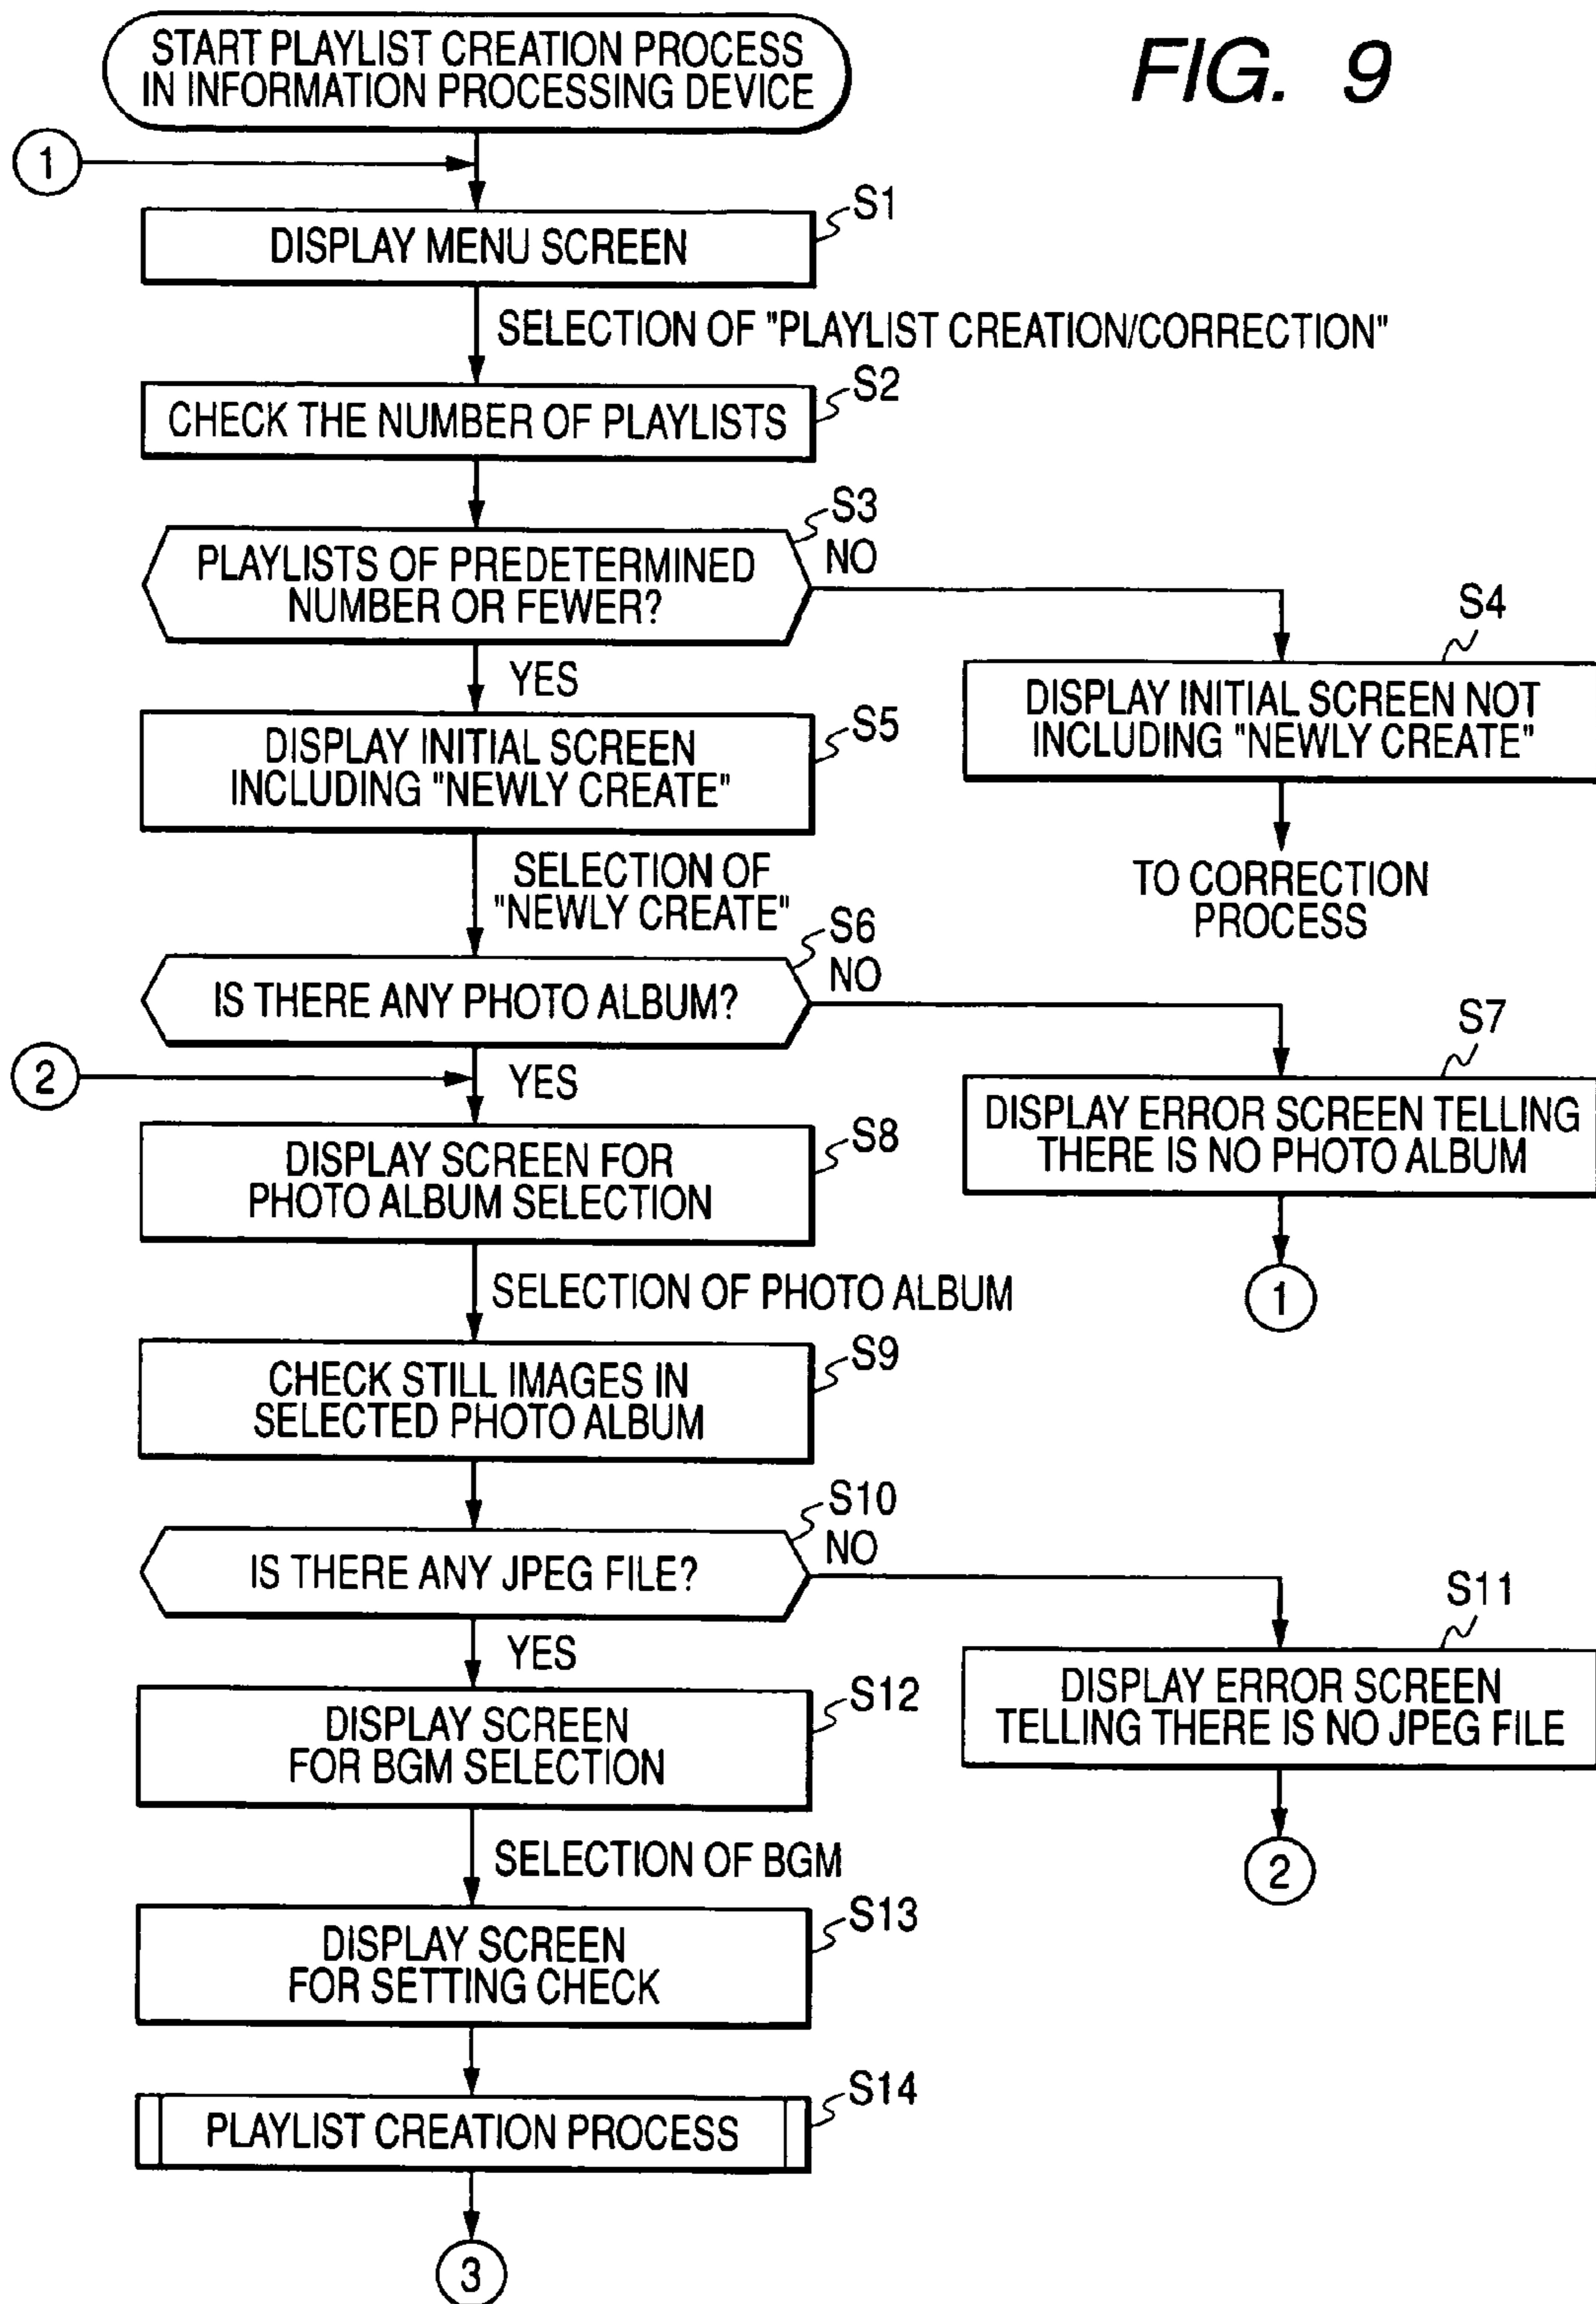 START PLAYLIST CREATION PROCESS
IN INFORMATION PROCESSING DEVICE
FIG. 9
1
S1
DISPLAY MENU SCREEN
SELECTION OF "PLAYLIST CREATION/CORRECTION"
S2
CHECK THE NUMBER OF PLAYLISTS
S3
PLAYLISTS OF PREDETERMINED
NUMBER OR FEWER?
NO
S4
DISPLAY INITIAL SCREEN NOT
INCLUDING "NEWLY CREATE"
TO CORRECTION
PROCESS
YES
S5
DISPLAY INITIAL SCREEN
INCLUDING "NEWLY CREATE"
SELECTION OF
"NEWLY CREATE"
S6
IS THERE ANY PHOTO ALBUM?
NO
S7
DISPLAY ERROR SCREEN TELLING
THERE IS NO PHOTO ALBUM
1
2
YES
S8
DISPLAY SCREEN FOR
PHOTO ALBUM SELECTION
SELECTION OF PHOTO ALBUM
S9
CHECK STILL IMAGES IN
SELECTED PHOTO ALBUM
S10
IS THERE ANY JPEG FILE?
NO
S11
DISPLAY ERROR SCREEN
TELLING THERE IS NO JPEG FILE
2
YES
S12
DISPLAY SCREEN
FOR BGM SELECTION
SELECTION OF BGM
S13
DISPLAY SCREEN
FOR SETTING CHECK
S14
PLAYLIST CREATION PROCESS
3